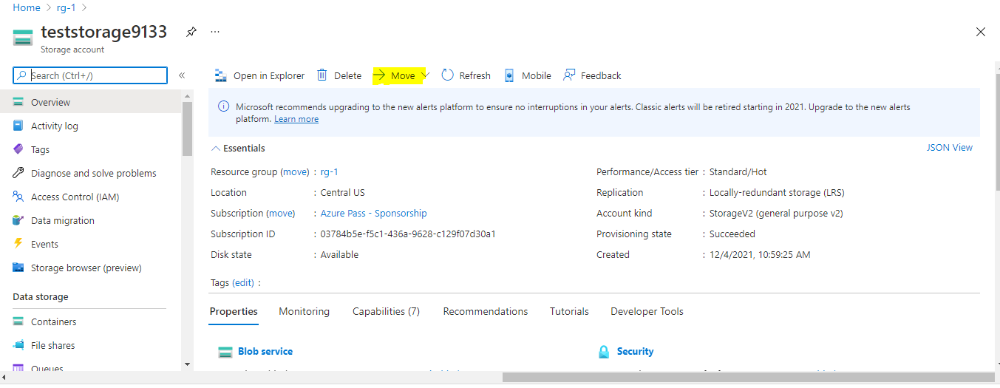 Home > rg-1 >
teststorage9133
...
Storage account
Search (Ctrl+/)
«
Overview
Activity log
Tags
Diagnose and solve problems
Access Control (IAM)
Data migration
Events
Storage browser (preview)
Data storage
Containers
File shares
Queues
Open in Explorer Delete Move Refresh Mobile Feedback
Microsoft recommends upgrading to the new alerts platform to ensure no interruptions in your alerts. Classic alerts will be retired starting in 2021. Upgrade to the new alerts
platform. Learn more
Essentials
JSON View
Resource group (move) : rg-1
Location : Central US
Subscription (move) : Azure Pass - Sponsorship
Subscription ID : 03784b5e-f5c1-436a-9628-c129f07d30a1
Disk state : Available
Performance/Access tier : Standard/Hot
Replication : Locally-redundant storage (LRS)
Account kind : StorageV2 (general purpose v2)
Provisioning state : Succeeded
Created : 12/4/2021, 10:59:25 AM
Tags (edit) :
Properties Monitoring Capabilities (7) Recommendations Tutorials Developer Tools
Blob service
Security